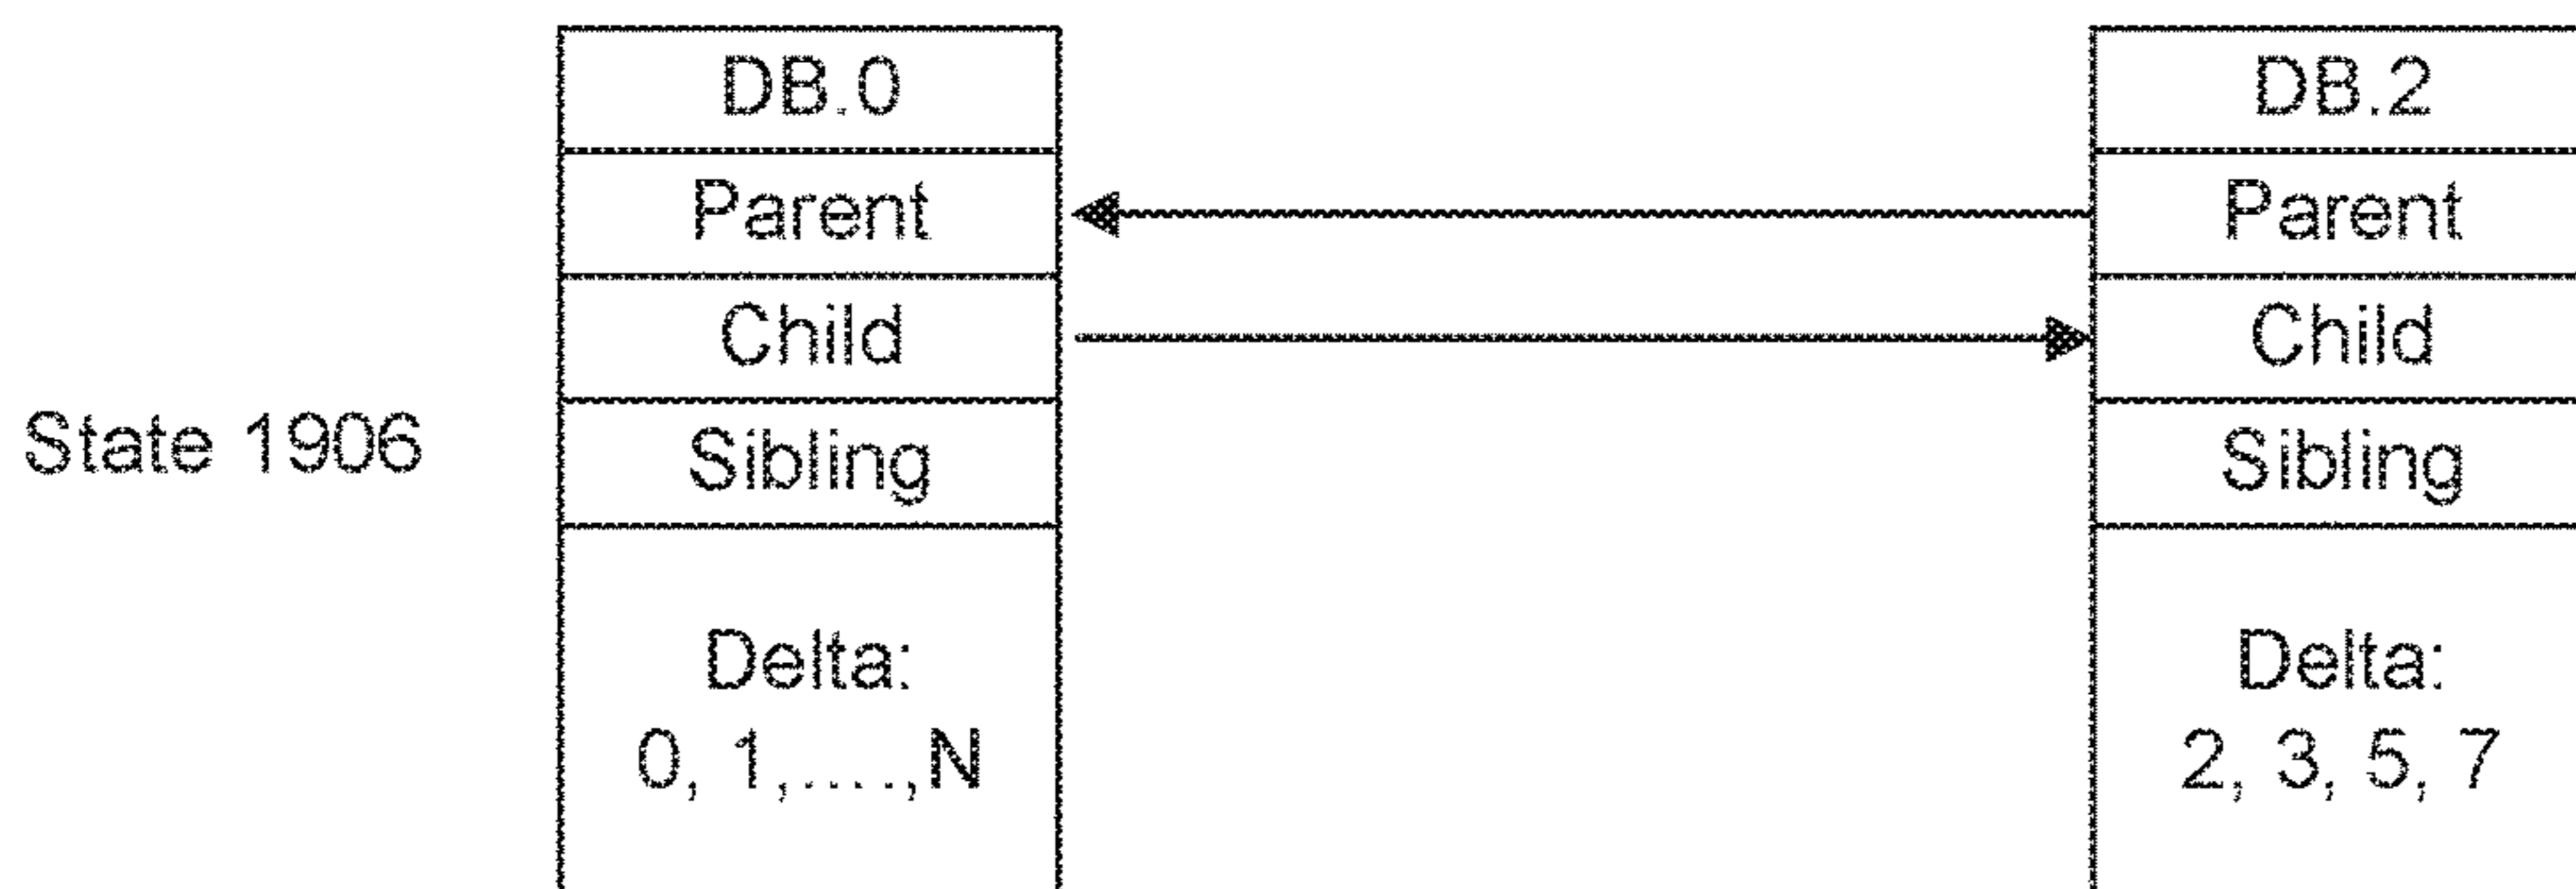 State 1906
DB.0
Parent
Child
Sibling
Delta:
0, 1,....,N
DB.2
Parent
Child
Sibling
Delta:
2, 3, 5, 7